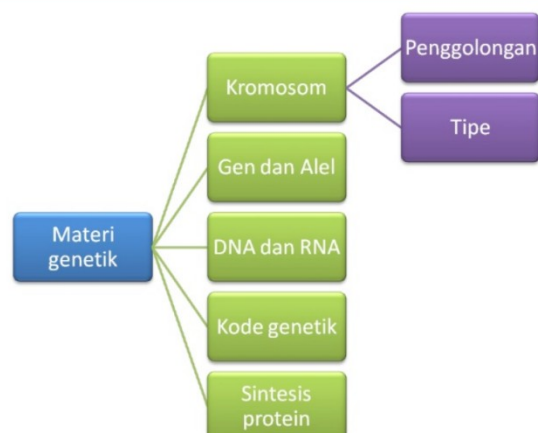 Materi
genetik
Kromosom
Penggolongan
Tipe
Gen dan Alel
DNA dan RNA
Kode genetik
Sintesis
protein